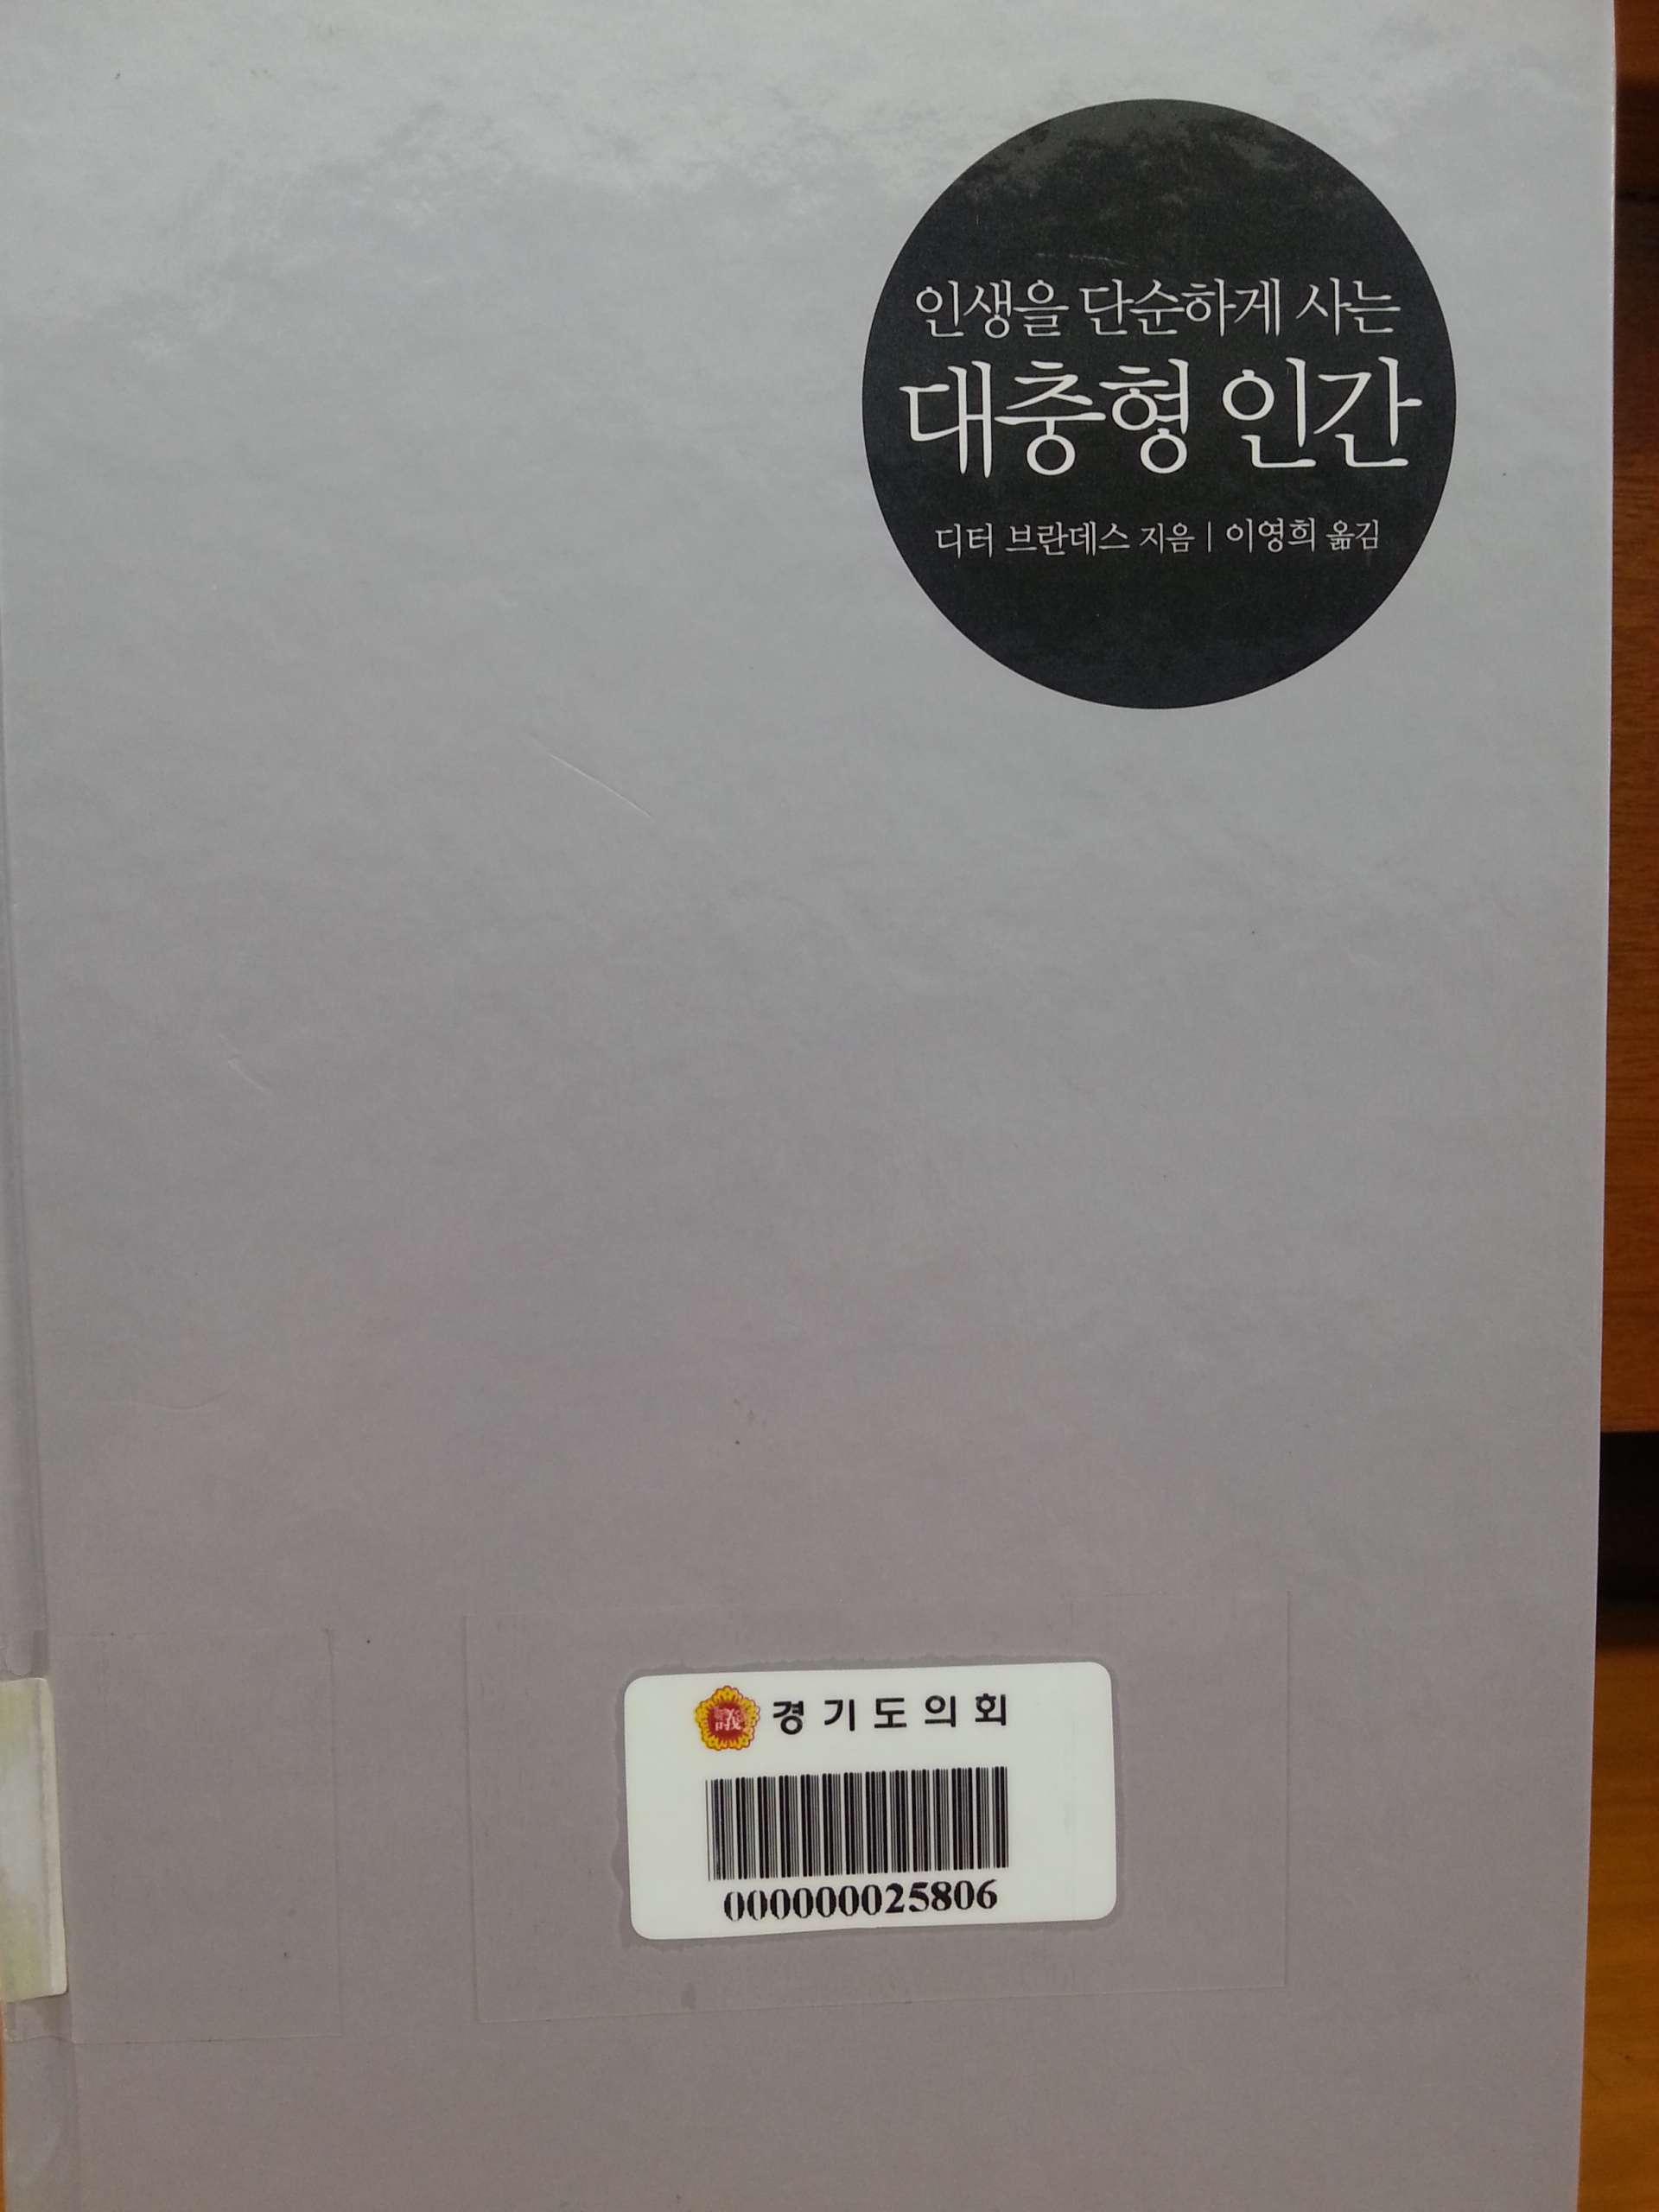 인생을 단순하게 사는
대충형 인간
디터 브란데스 지음 | 이영희 옮김
경기도의회
000000025806